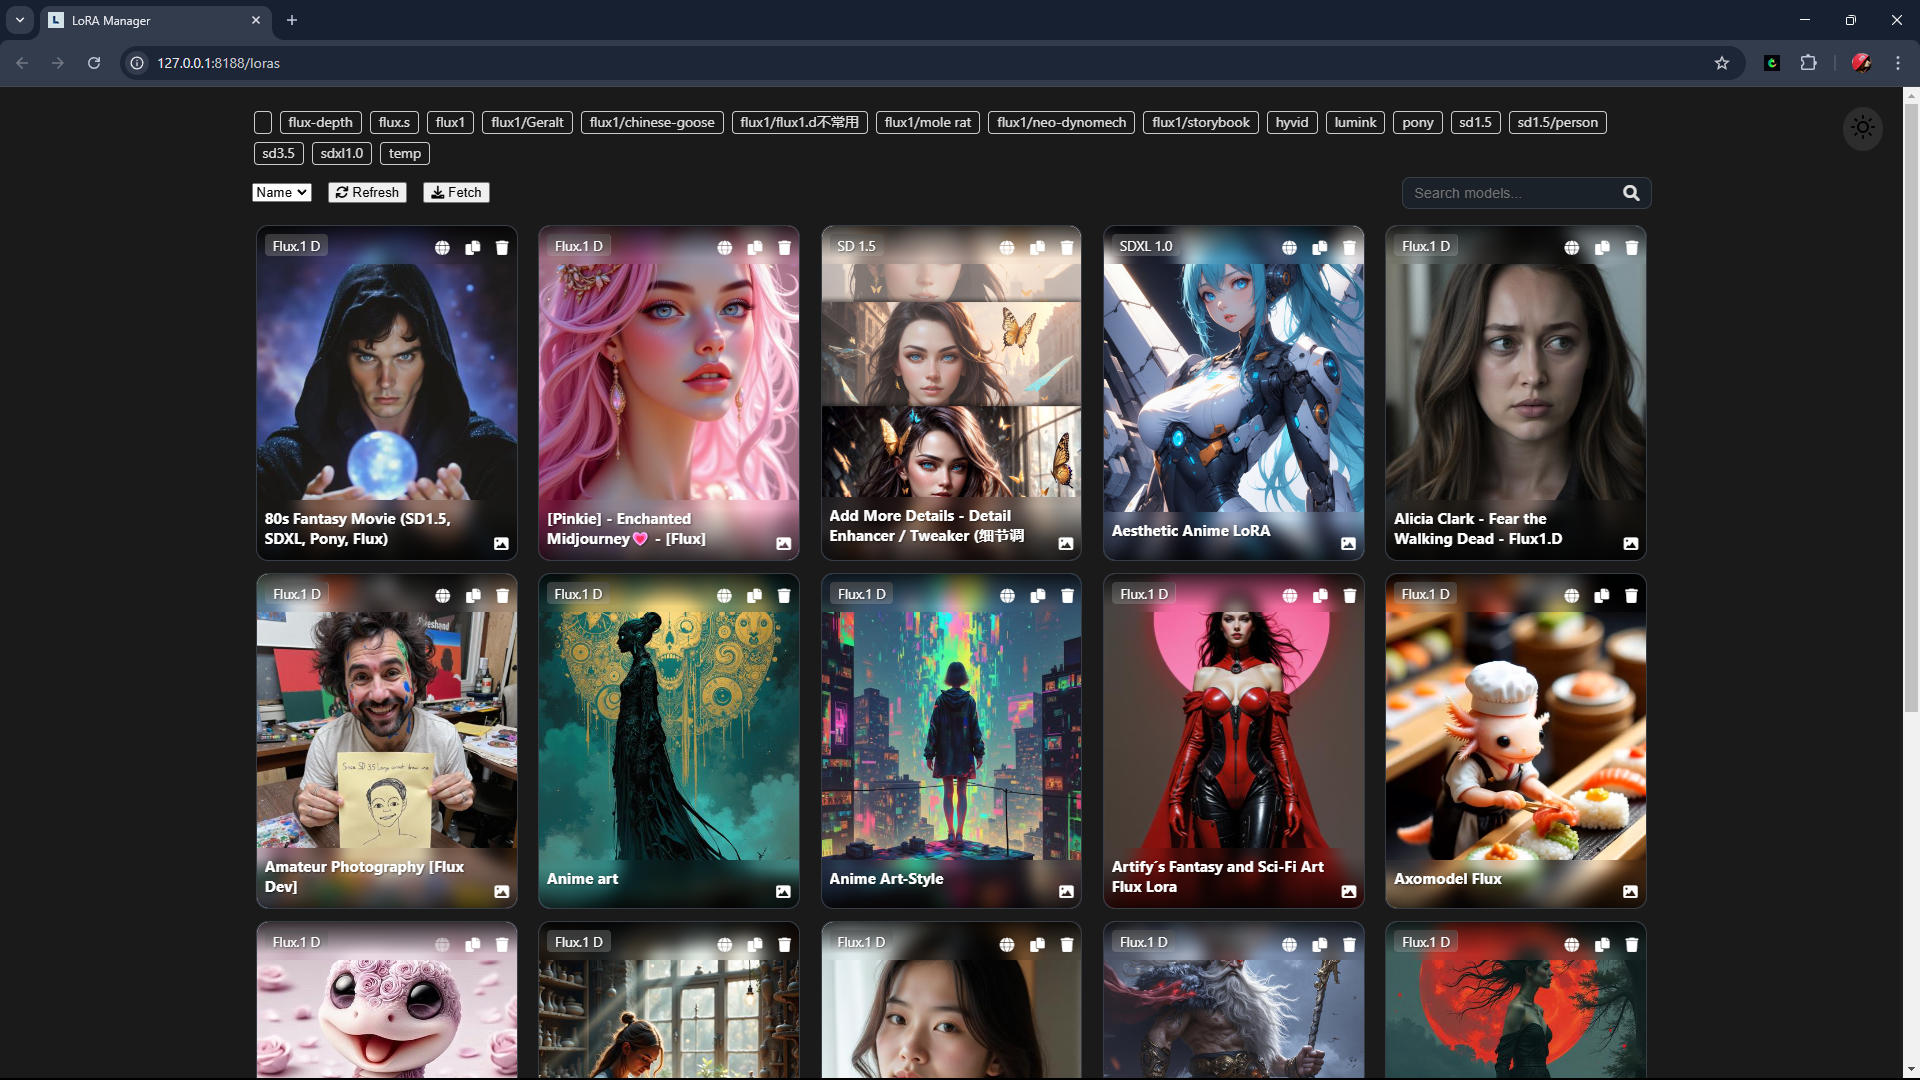 LoRA Manager
127.0.0.1:8188/loras
flux-depth flux.s flux1 flux1/Geralt flux1/chinese-goose flux1/flux1.d不常用 flux1/mole rat flux1/neo-dynomech flux1/storybook hyvid lumink pony sd1.5 sd1.5/person
sd3.5 sdxl1.0 temp
Name Refresh Fetch Search models...
Flux.1 D
80s Fantasy Movie (SD1.5,
SDXL, Pony, Flux)
Flux.1 D
[Pinkie] - Enchanted
Midjourney💗 - [Flux]
SD 1.5
Add More Details - Detail
Enhancer / Tweaker (细节调
SDXL 1.0
Aesthetic Anime LoRA
Flux.1 D
Alicia Clark - Fear the
Walking Dead - Flux1.D
Flux.1 D
Since SD 3.5 Large
Amateur Photography [Flux
Dev]
Flux.1 D
Anime art
Flux.1 D
Anime Art-Style
Flux.1 D
Artify´s Fantasy and Sci-Fi Art
Flux Lora
Flux.1 D
Axomodel Flux
Flux.1 D
Flux.1 D
Flux.1 D
Flux.1 D
Flux.1 D